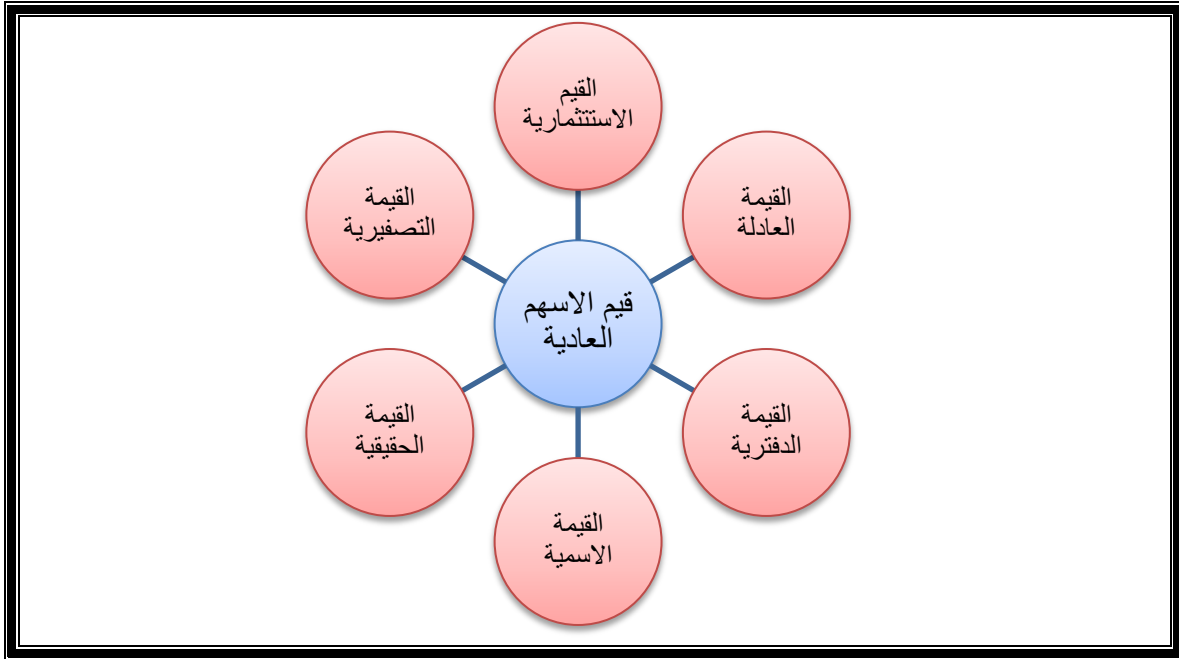 القيم
الاستثمارية
القيمة
العادلة
القيمة
الدفترية
القيمة
الاسمية
القيمة
الحقيقية
القيمة
التصفيرية
قيم الاسهم
العادية